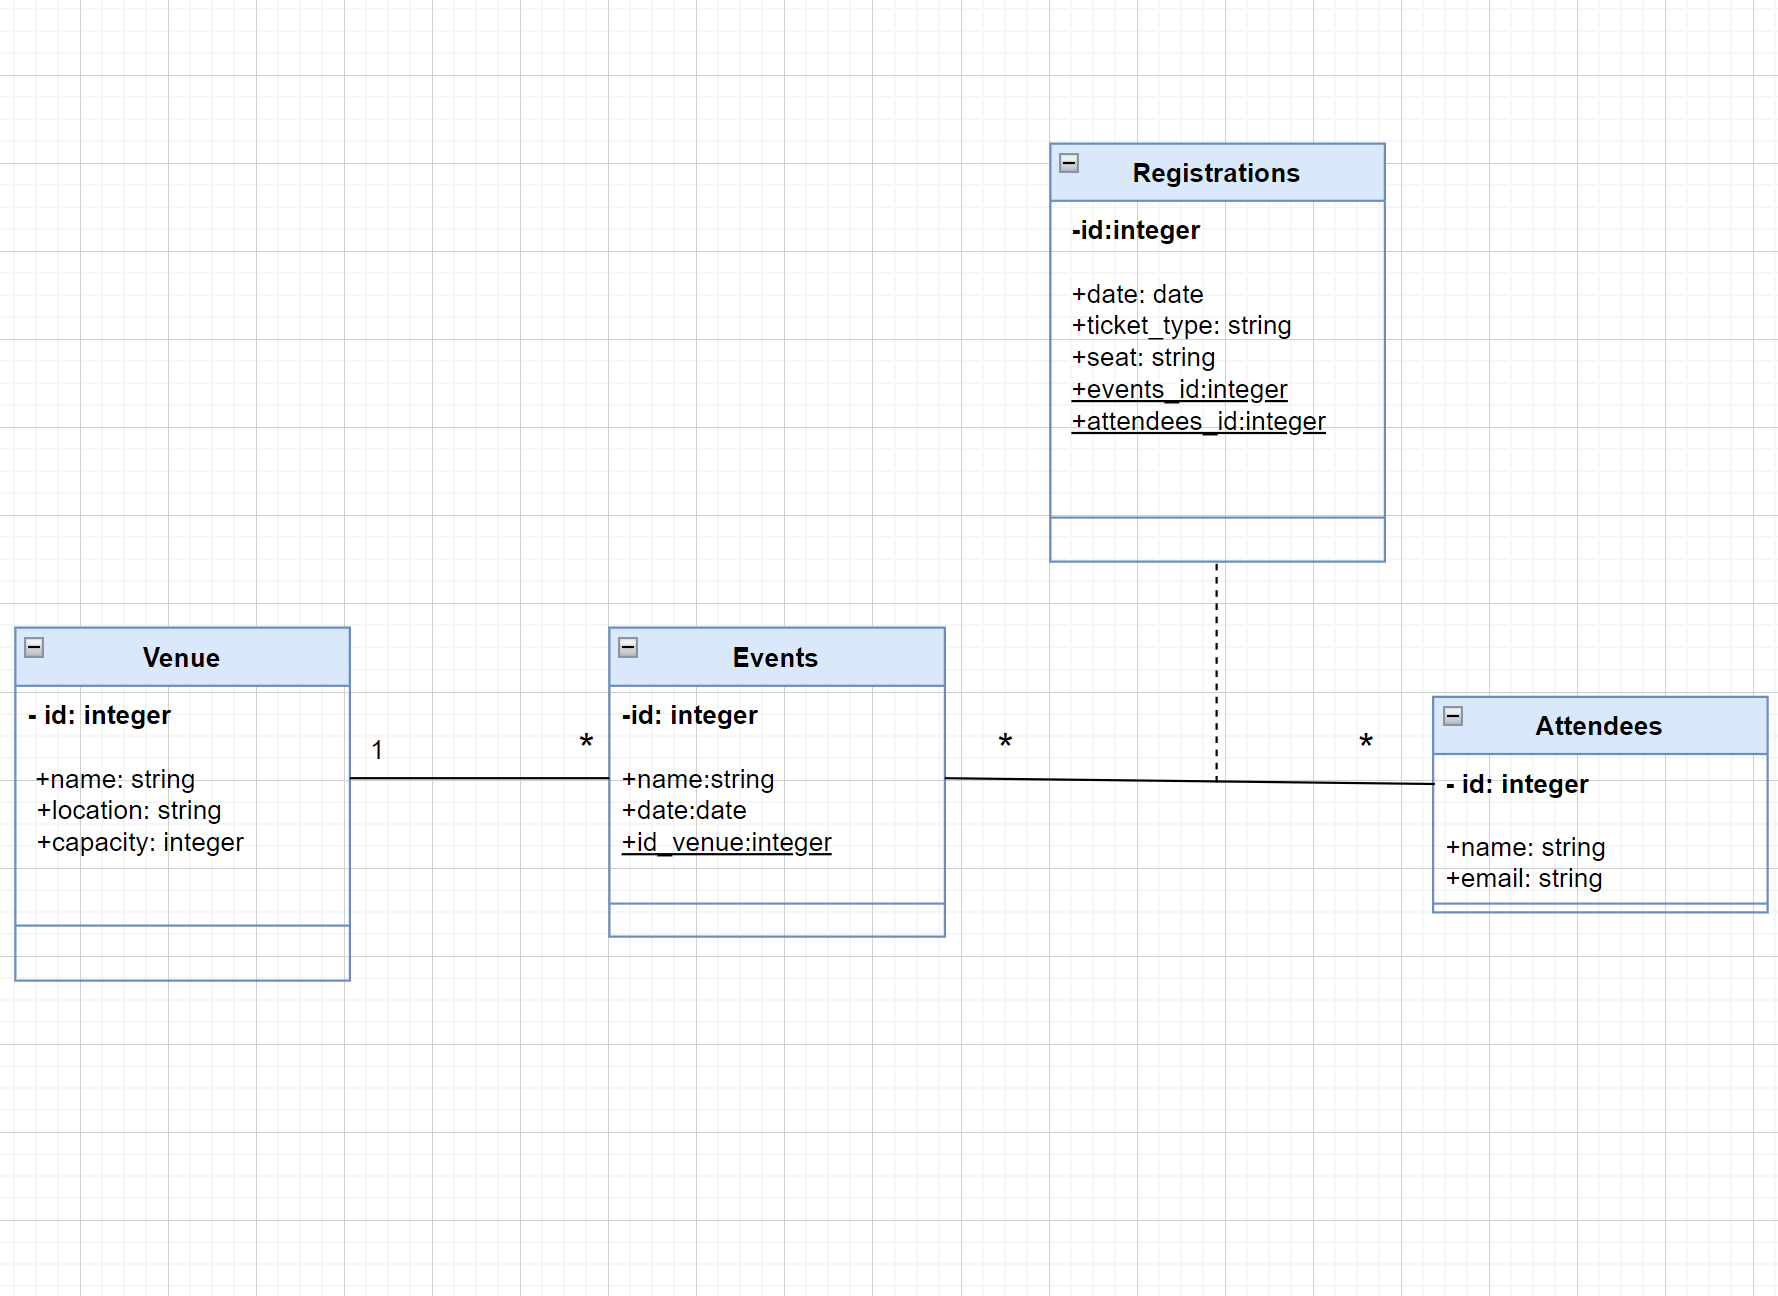 Registrations
-id:integer
+date: date
+ticket_type: string
+seat: string
+events_id:integer
+attendees_id:integer
Venue
- id: integer
+name: string
+location: string
+capacity: integer
1
*
Events
-id: integer
+name:string
+date:date
+id_venue:integer
*
*
Attendees
- id: integer
+name: string
+email: string